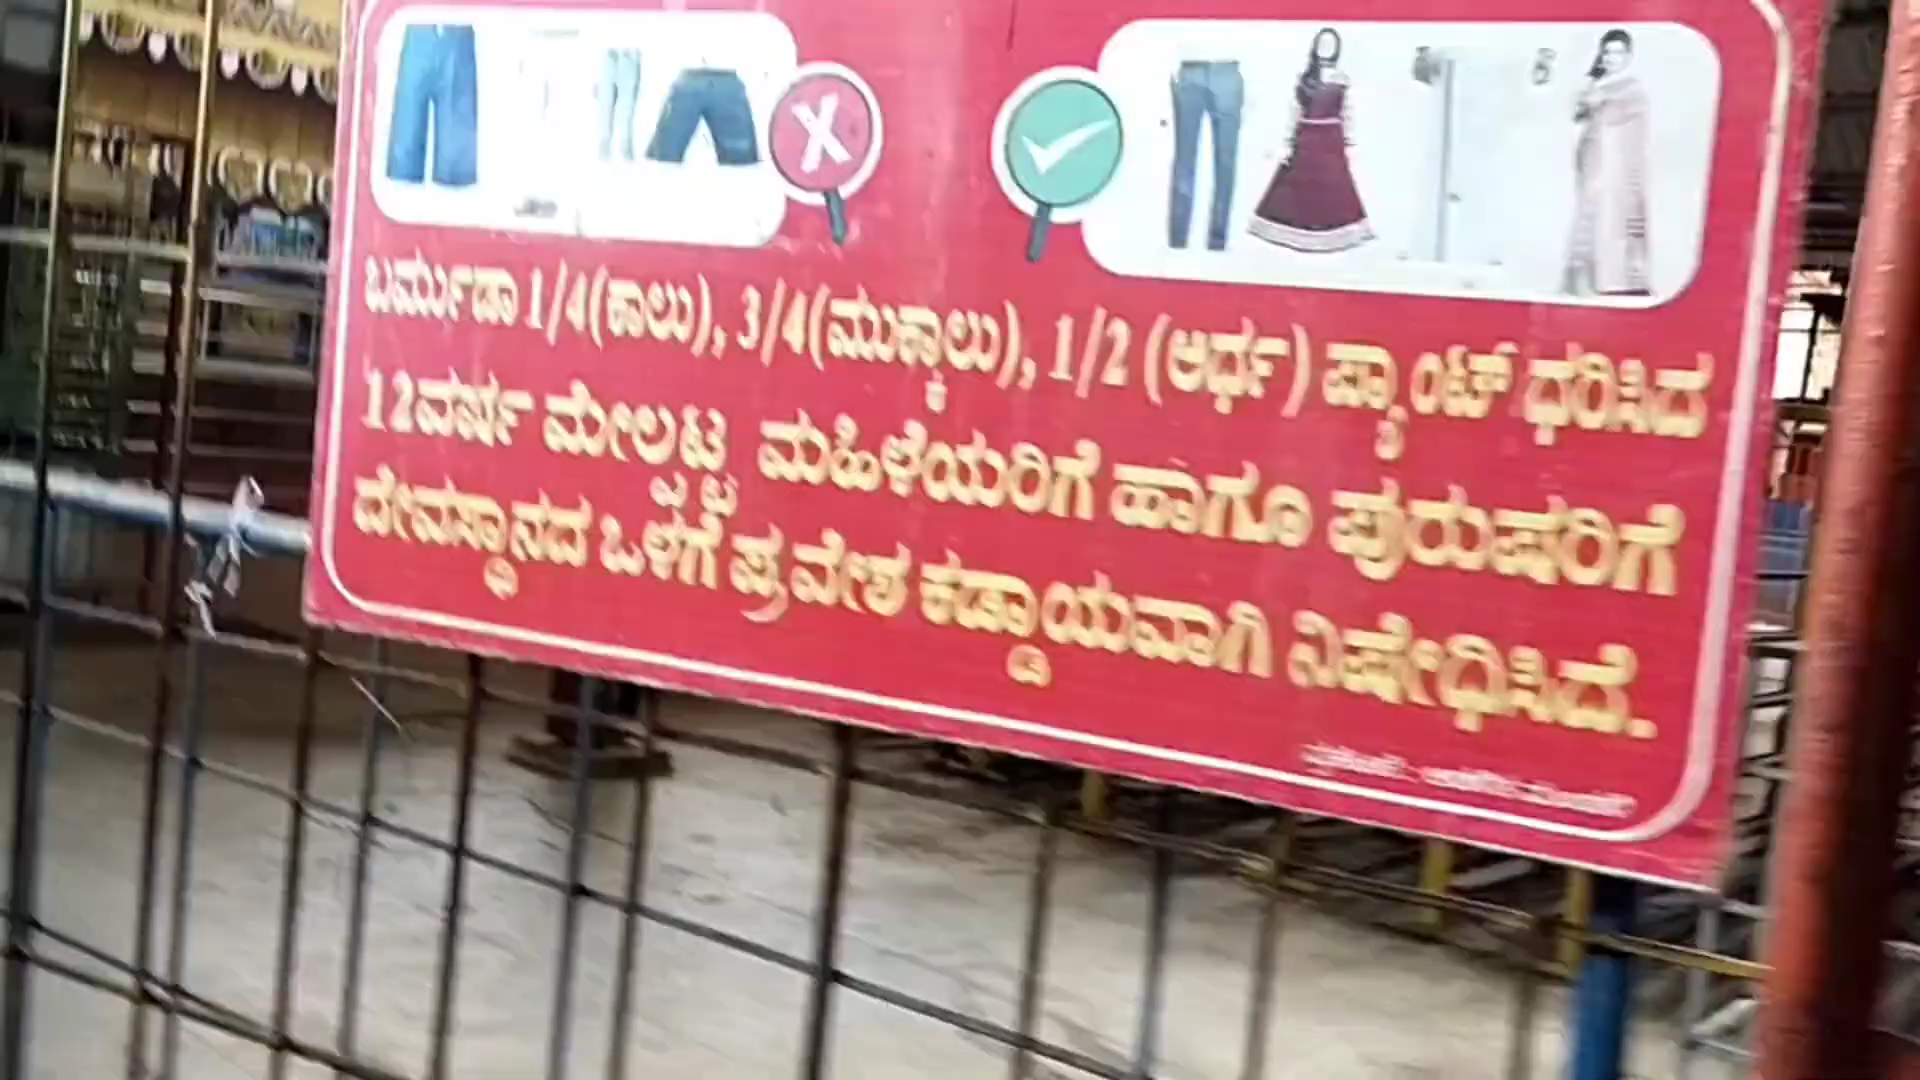 ಬರ್ಮುಡಾ 1/4(ಕಾಲು), 3/4(ಮುಕ್ಕಾಲು), 1/2 (ಅರ್ಧ) ಪ್ಯಾಂಟ್ ಧರಿಸಿದ
12ವರ್ಷ ಮೇಲ್ಪಟ್ಟ ಮಹಿಳೆಯರಿಗೆ ಹಾಗೂ ಪುರುಷರಿಗೆ
ದೇವಸ್ಥಾನದ ಒಳಗೆ ಪ್ರವೇಶ ಕಡ್ಡಾಯವಾಗಿ ನಿಷೇಧಿಸಿದೆ.